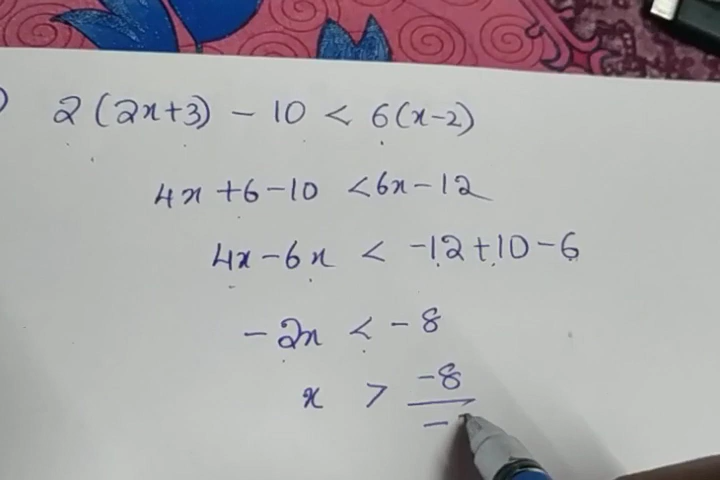 ) 2(2x+3) - 10 < 6(x-2)
4x + 6 - 10 < 6x - 12
4x - 6x < -12 + 10 - 6
-2x < -8
x > -8/-